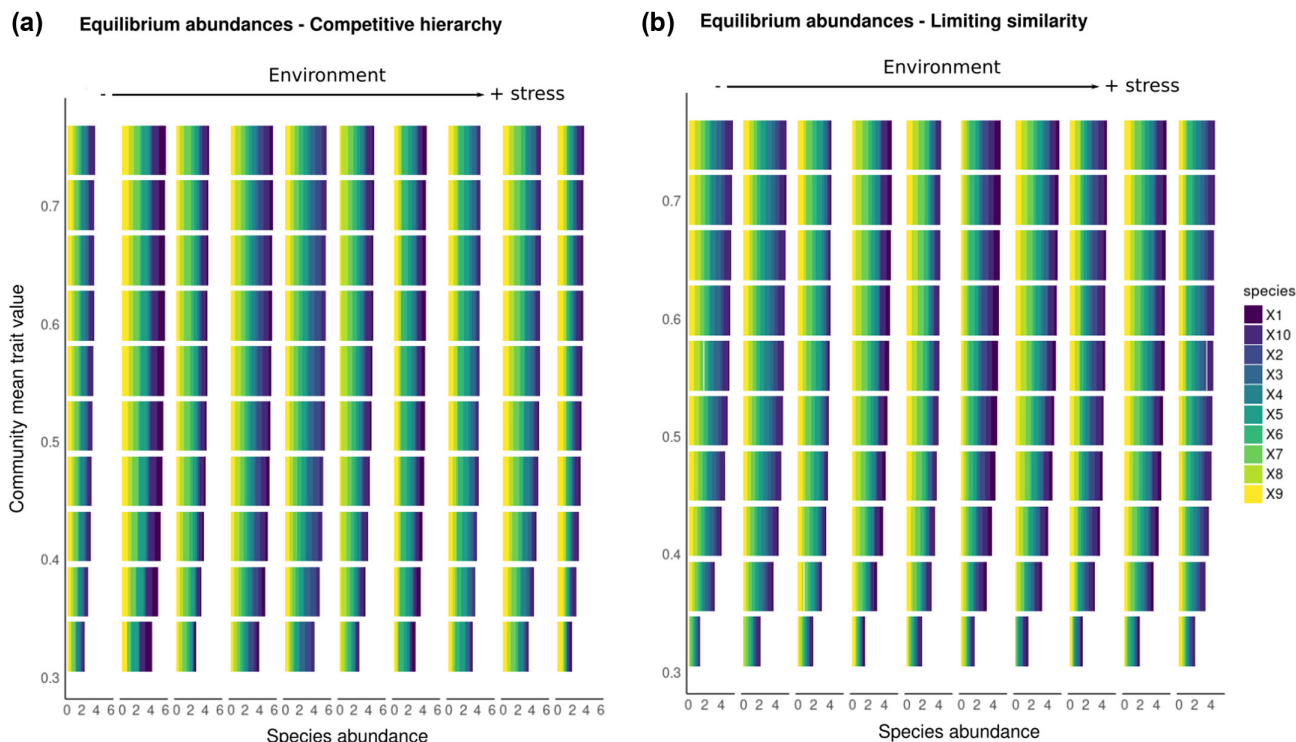 (a) Equilibrium abundances - Competitive hierarchy
Environment
- + stress
Community mean trait value
0.7
0.6
0.5
0.4
0.3
0 2 4 6 0 2 4 6 0 2 4 6 0 2 4 6 0 2 4 6 0 2 4 6 0 2 4 6 0 2 4 6 0 2 4 6 0 2 4 6
Species abundance
(b) Equilibrium abundances - Limiting similarity
Environment
- + stress
0.7
0.6
0.5
0.4
0.3
0 2 4 0 2 4 0 2 4 0 2 4 0 2 4 0 2 4 0 2 4 0 2 4 0 2 4 0 2 4
Species abundance
species
X1
X10
X2
X3
X4
X5
X6
X7
X8
X9